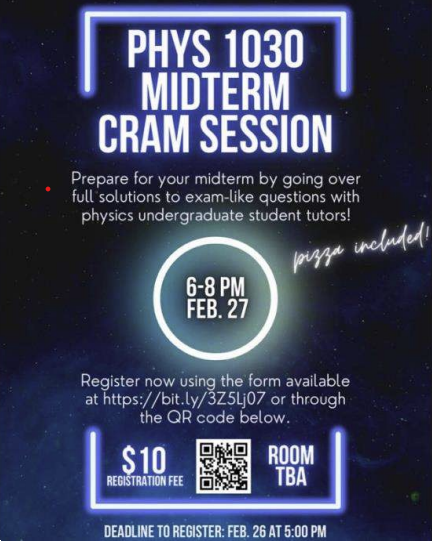 PHYS 1030
MIDTERM
CRAM SESSION
Prepare for your midterm by going over
full solutions to exam-like questions with
physics undergraduate student tutors!
pizza included!
6-8 PM
FEB. 27
Register now using the form available
at https://bit.ly/3Z5Lj07 or through
the QR code below.
$10
REGISTRATION FEE
ROOM
TBA
DEADLINE TO REGISTER: FEB. 26 AT 5:00 PM